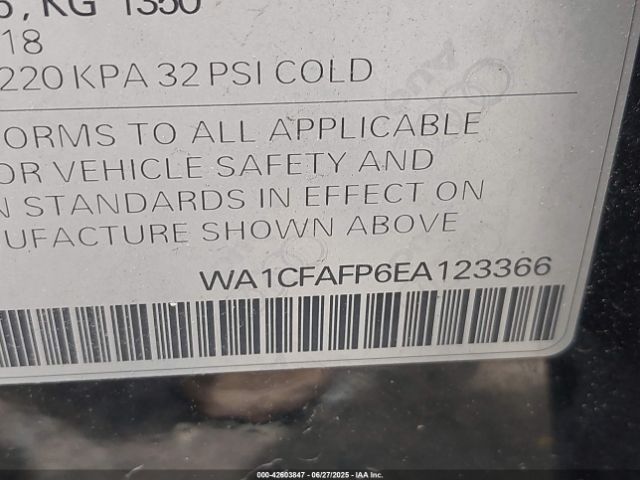 , KG 1350
18
220 KPA 32 PSI COLD
ORMS TO ALL APPLICABLE
OR VEHICLE SAFETY AND
N STANDARDS IN EFFECT ON
UFACTURE SHOWN ABOVE
WA1CFAFP6EA123366
000 - 42603847 - 06/27/2025 - IAA Inc.